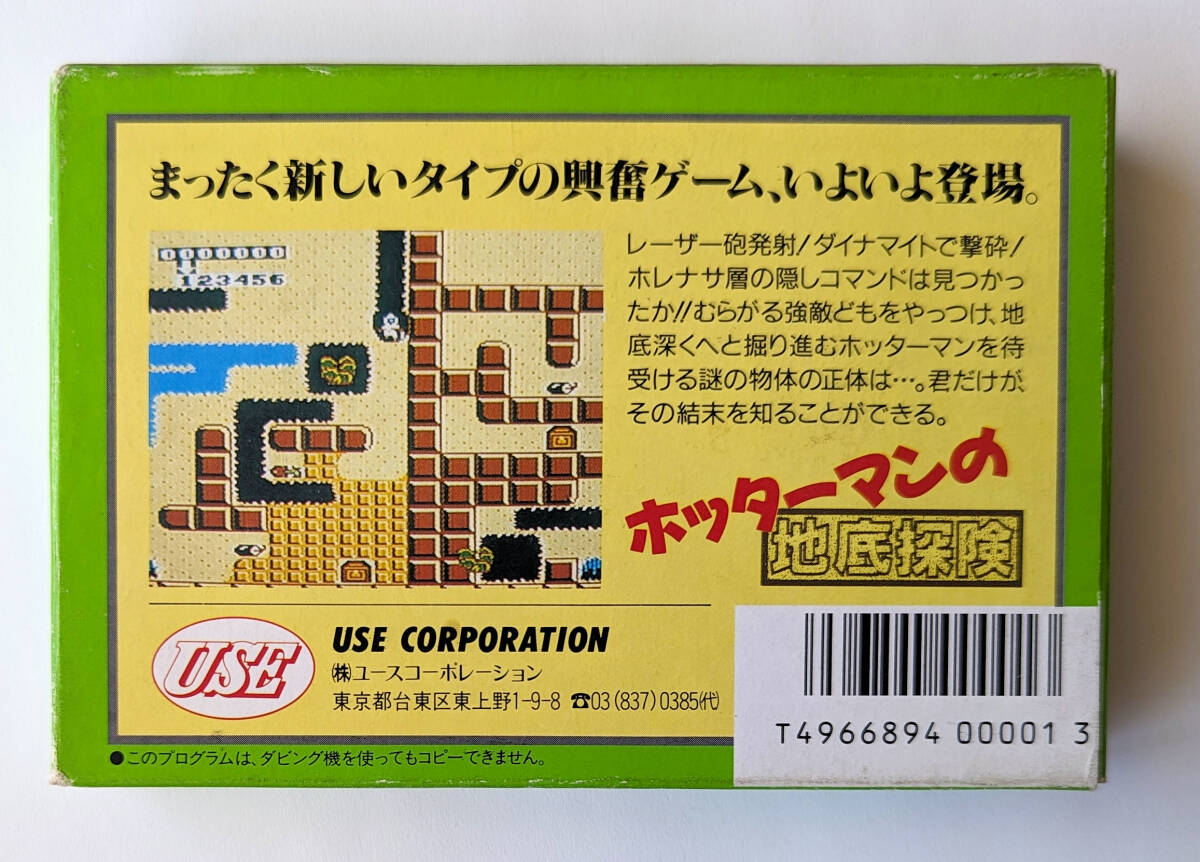 まったく新しいタイプの興奮ゲーム、いよいよ登場。
0000000
123456
レーザー砲発射!ダイナマイトで撃砕!
ホレナサ層の隠しコマンドは見つかっ
たか!!むらがる強敵どもをやっつけ、地
底深くへと掘り進むホッターマンを待
受ける謎の物体の正体は…。君だけが、
その結末を知ることができる。
ホッターマンの
地底探険
USE
USE CORPORATION
㈱ユースコーポレーション
東京都台東区東上野1-9-8 ☎03(837)0385㈹
●このプログラムは、ダビング機を使ってもコピーできません。
T4966894 00001 3